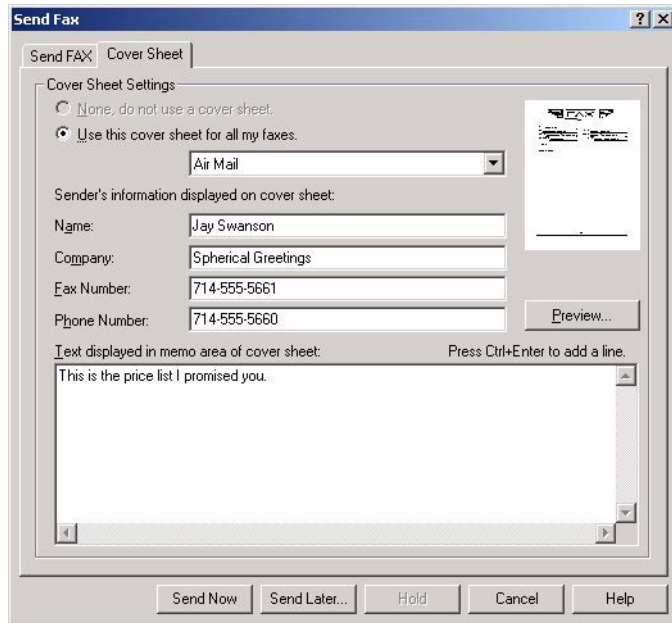 Send Fax
Send FAX Cover Sheet
Cover Sheet Settings
None, do not use a cover sheet.
Use this cover sheet for all my faxes.
Air Mail
Sender's information displayed on cover sheet:
Name: Jay Swanson
Company: Spherical Greetings
Fax Number: 714-555-5661
Phone Number: 714-555-5660
Preview...
Text displayed in memo area of cover sheet: Press Ctrl+Enter to add a line.
This is the price list I promised you.
Send Now Send Later... Hold Cancel Help